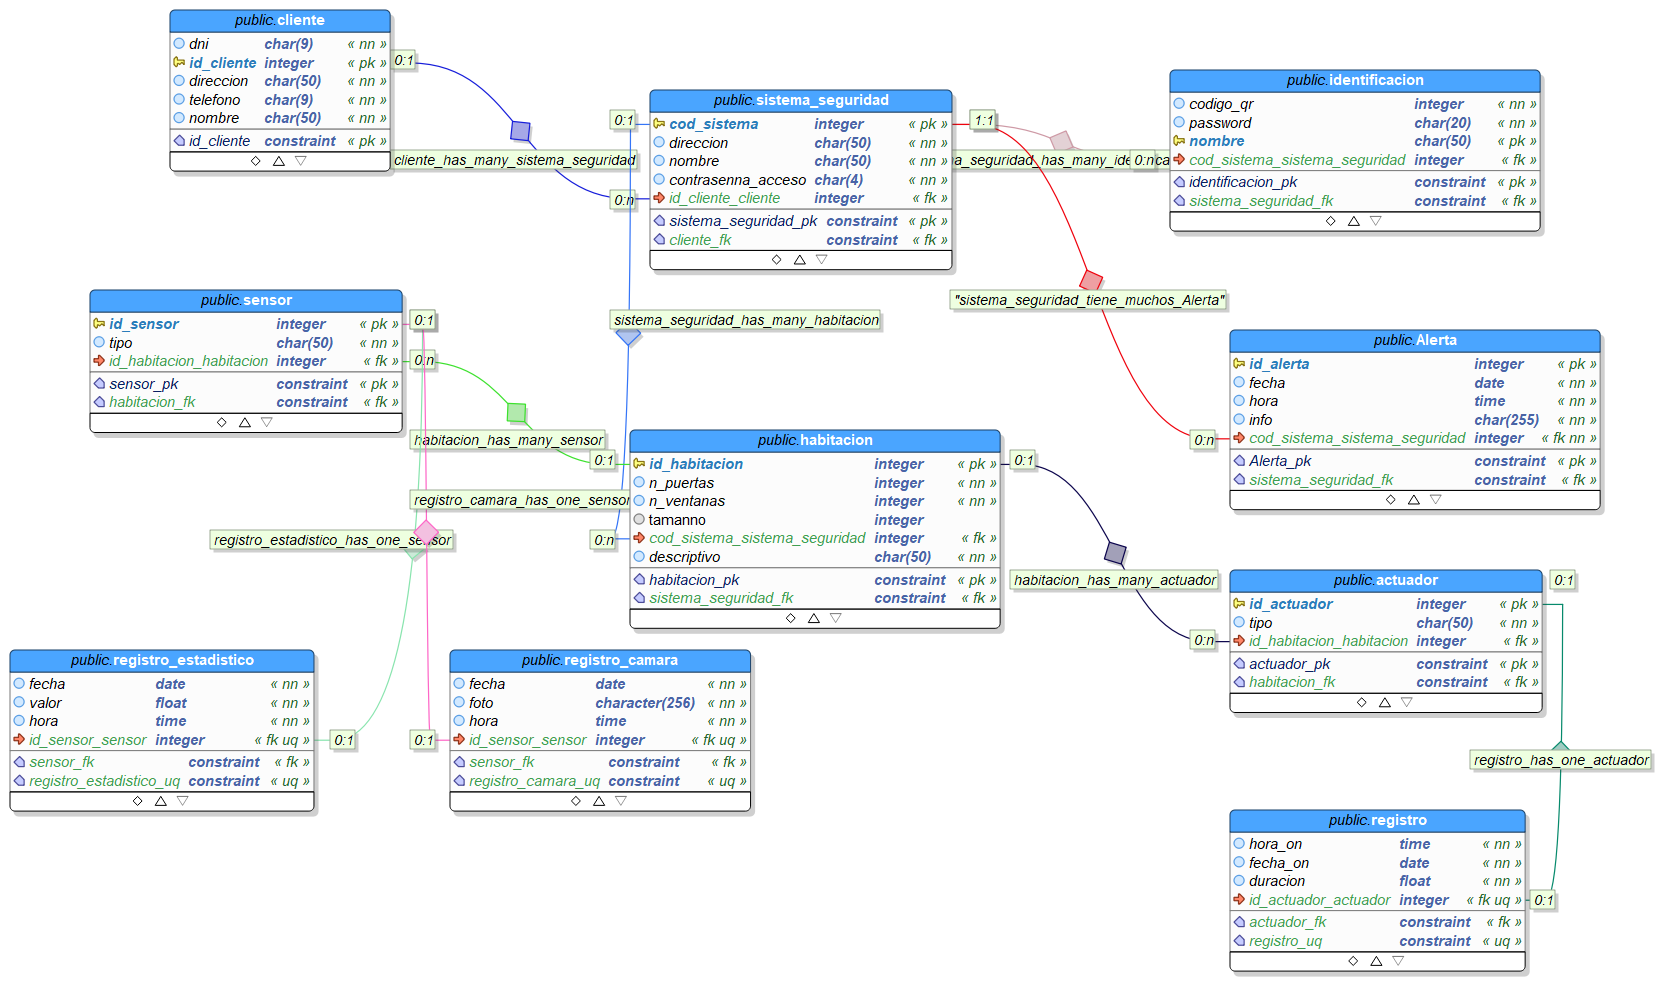 public.cliente
dni char(9) « nn »
id_cliente integer « pk »
direccion char(50) « nn »
telefono char(9) « nn »
nombre char(50) « nn »
id_cliente constraint « pk »
0:1
cliente_has_many_sistema_seguridad
0:n
public.sistema_seguridad
0:1
cod_sistema integer « pk »
direccion char(50) « nn »
nombre char(50) « nn »
contrasenna_acceso char(4) « nn »
id_cliente_cliente integer « fk »
sistema_seguridad_pk constraint « pk »
cliente_fk constraint « fk »
1:1
a_seguridad_has_many_ide
0:n
ca
public.identificacion
codigo_qr integer « nn »
password char(20) « nn »
nombre char(50) « pk »
cod_sistema_sistema_seguridad integer « fk »
identificacion_pk constraint « pk »
sistema_seguridad_fk constraint « fk »
"sistema_seguridad_tiene_muchos_Alerta"
public.sensor
id_sensor integer « pk »
tipo char(50) « nn »
id_habitacion_habitacion integer « fk »
sensor_pk constraint « pk »
habitacion_fk constraint « fk »
0:1
0:n
sistema_seguridad_has_many_habitacion
public.Alerta
id_alerta integer « pk »
fecha date « nn »
hora time « nn »
info char(255) « nn »
cod_sistema_sistema_seguridad integer « fk nn »
Alerta_pk constraint « pk »
sistema_seguridad_fk constraint « fk »
0:n
habitacion_has_many_sensor
0:1
registro_camara_has_one_sensor
registro_estadistico_has_one_sensor
0:n
public.habitacion
id_habitacion integer « pk »
n_puertas integer « nn »
n_ventanas integer « nn »
tamanno integer
cod_sistema_sistema_seguridad integer « fk »
descriptivo char(50) « nn »
habitacion_pk constraint « pk »
sistema_seguridad_fk constraint « fk »
0:1
habitacion_has_many_actuador
0:n
public.actuador
0:1
id_actuador integer « pk »
tipo char(50) « nn »
id_habitacion_habitacion integer « fk »
actuador_pk constraint « pk »
habitacion_fk constraint « fk »
public.registro_estadistico
fecha date « nn »
valor float « nn »
hora time « nn »
id_sensor_sensor integer « fk uq »
sensor_fk constraint « fk »
registro_estadistico_uq constraint « uq »
0:1
0:1
public.registro_camara
fecha date « nn »
foto character(256) « nn »
hora time « nn »
id_sensor_sensor integer « fk uq »
sensor_fk constraint « fk »
registro_camara_uq constraint « uq »
registro_has_one_actuador
public.registro
hora_on time « nn »
fecha_on date « nn »
duracion float « nn »
id_actuador_actuador integer « fk uq »
actuador_fk constraint « fk »
registro_uq constraint « uq »
0:1